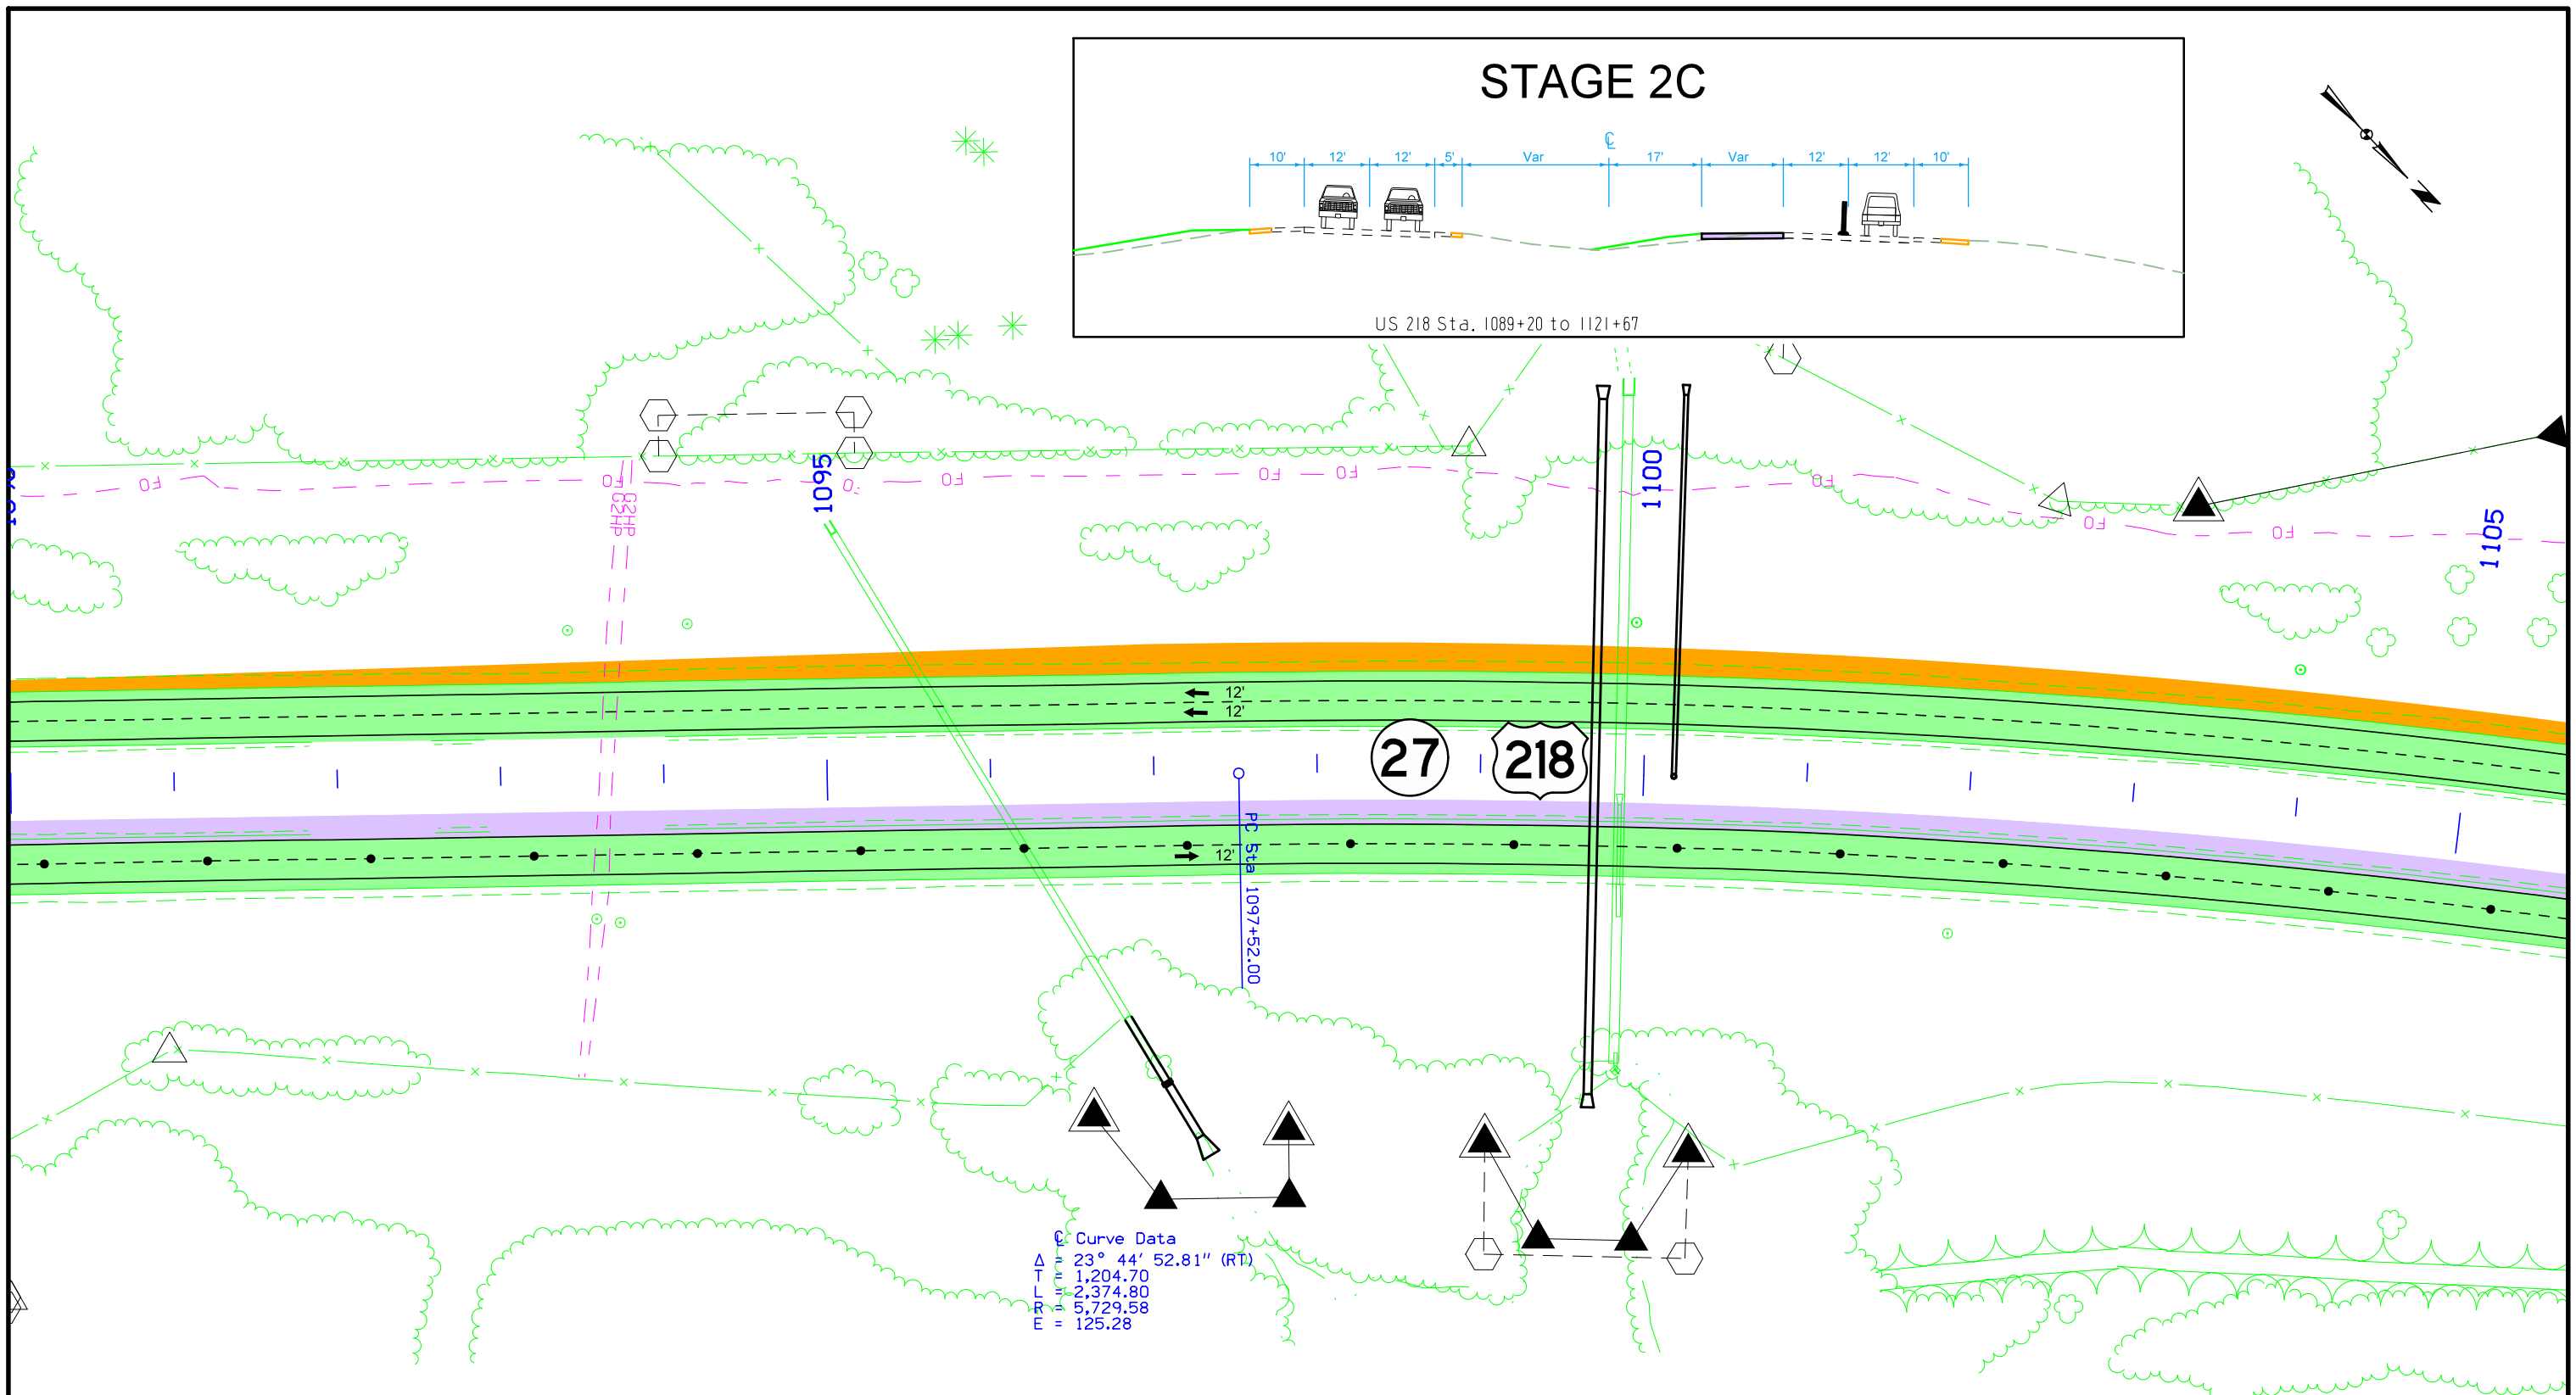 STAGE 2C
℄
10' 12' 12' 5' Var 17' Var 12' 12' 10'
US 218 Sta. 1089+20 to 1121+67
1095
1100
1105
FO FO FO FO FO FO FO FO
G2HP
G2HP
12'
12'
27
218
12'
PC Sta 1097+52.00
℄ Curve Data
Δ = 23° 44' 52.81" (RT)
T = 1,204.70
L = 2,374.80
R = 5,729.58
E = 125.28